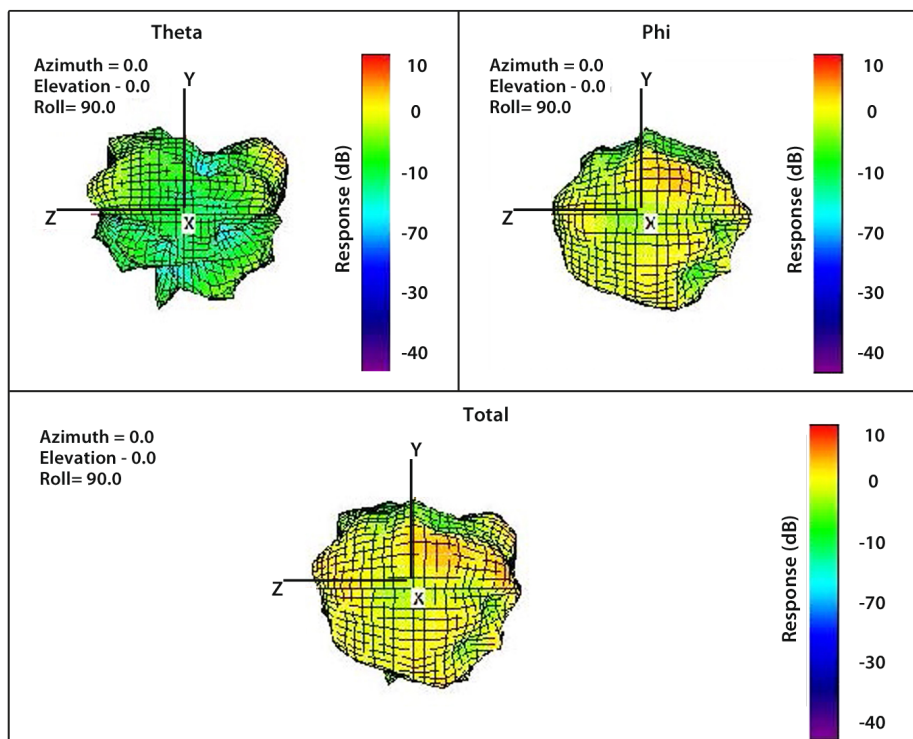 Theta
Azimuth = 0.0
Elevation - 0.0
Roll= 90.0
Y
Z
X
Response (dB)
10
0
-10
-70
-30
-40
Phi
Azimuth = 0.0
Elevation - 0.0
Roll= 90.0
Y
Z
X
Response (dB)
10
0
-10
-70
-30
-40
Total
Azimuth = 0.0
Elevation - 0.0
Roll= 90.0
Y
Z
X
Response (dB)
10
0
-10
-70
-30
-40